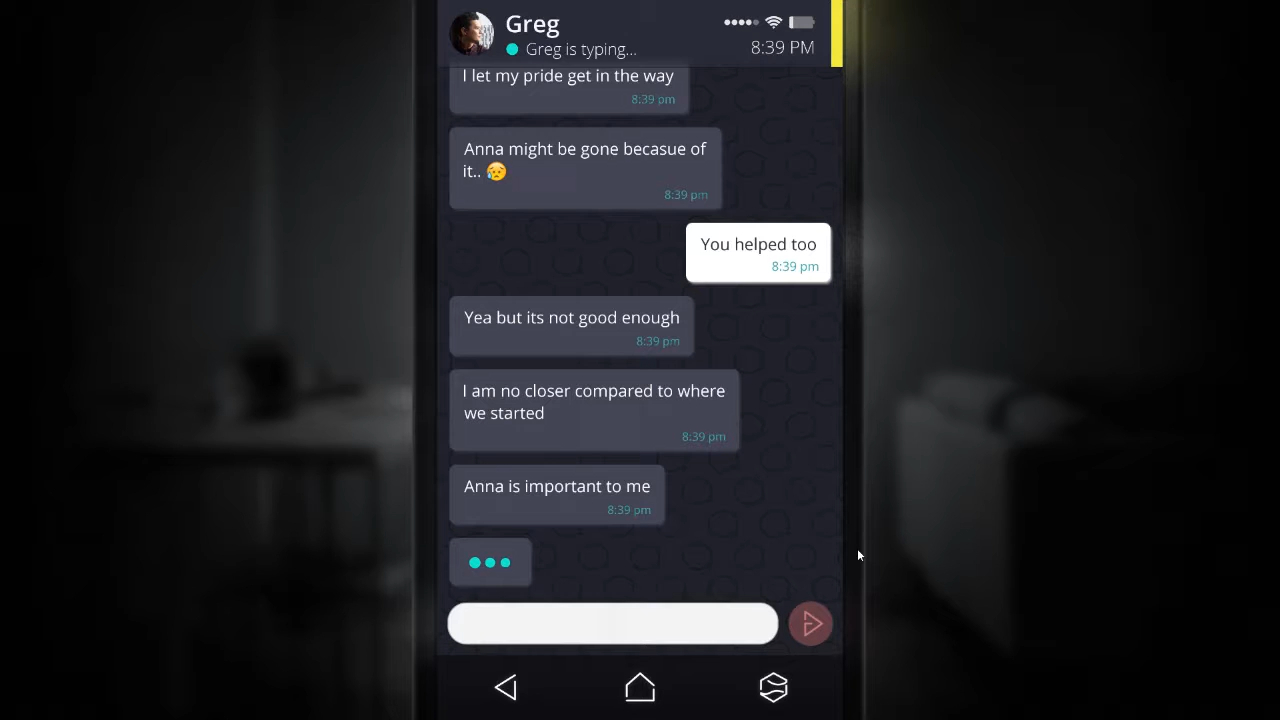 Greg
Greg is typing...
8:39 PM
I let my pride get in the way
8:39 pm
Anna might be gone becasue of
it.. 😥
8:39 pm
You helped too
8:39 pm
Yea but its not good enough
8:39 pm
I am no closer compared to where
we started
8:39 pm
Anna is important to me
8:39 pm